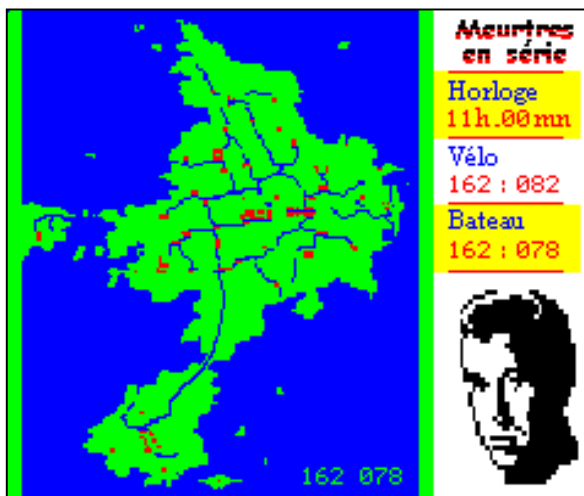 Meurtres
en série
Horloge
11h.00mn
Vélo
162 : 082
Bateau
162 : 078
162 078